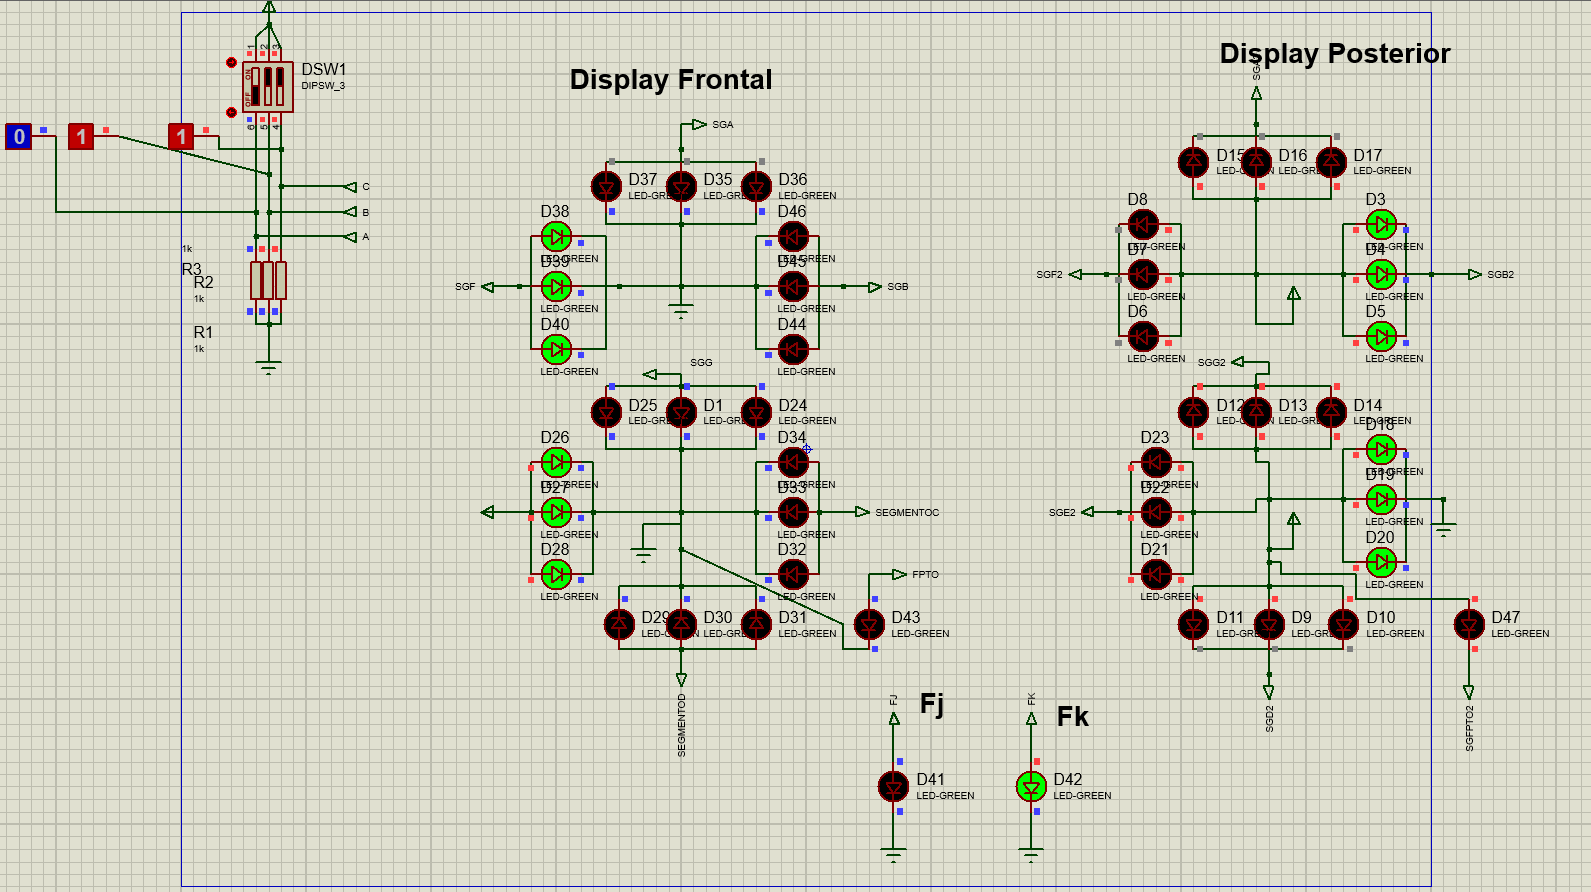 DSW1
DIPSW_3
1
2
3
ON
OFF
6
5
4
0
1
1
C
B
A
1k
R3
R2
1k
R1
1k
Display Frontal
SGA
D37
LED-GREEN
D35
LED-GREEN
D36
LED-GREEN
D38
LED-GREEN
D39
LED-GREEN
D40
LED-GREEN
D46
LED-GREEN
D45
LED-GREEN
D44
LED-GREEN
SGF
SGB
SGG
D25
LED-GREEN
D1
LED-GREEN
D24
LED-GREEN
D26
LED-GREEN
D27
LED-GREEN
D28
LED-GREEN
D34
LED-GREEN
D33
LED-GREEN
D32
LED-GREEN
SEGMENTOC
FPTO
D29
LED-GREEN
D30
LED-GREEN
D31
LED-GREEN
D43
LED-GREEN
SEGMENTOD
FJ
Fj
D41
LED-GREEN
FK
Fk
D42
LED-GREEN
Display Posterior
D15
LED-GREEN
D16
LED-GREEN
D17
LED-GREEN
D8
LED-GREEN
D7
LED-GREEN
D6
LED-GREEN
D3
LED-GREEN
D4
LED-GREEN
D5
LED-GREEN
SGF2
SGB2
SGG2
D12
LED-GREEN
D13
LED-GREEN
D14
LED-GREEN
D23
LED-GREEN
D22
LED-GREEN
D21
LED-GREEN
D18
LED-GREEN
D19
LED-GREEN
D20
LED-GREEN
SGE2
D11
LED-GREEN
D9
LED-GREEN
D10
LED-GREEN
D47
LED-GREEN
SGD2
SGFPTO2